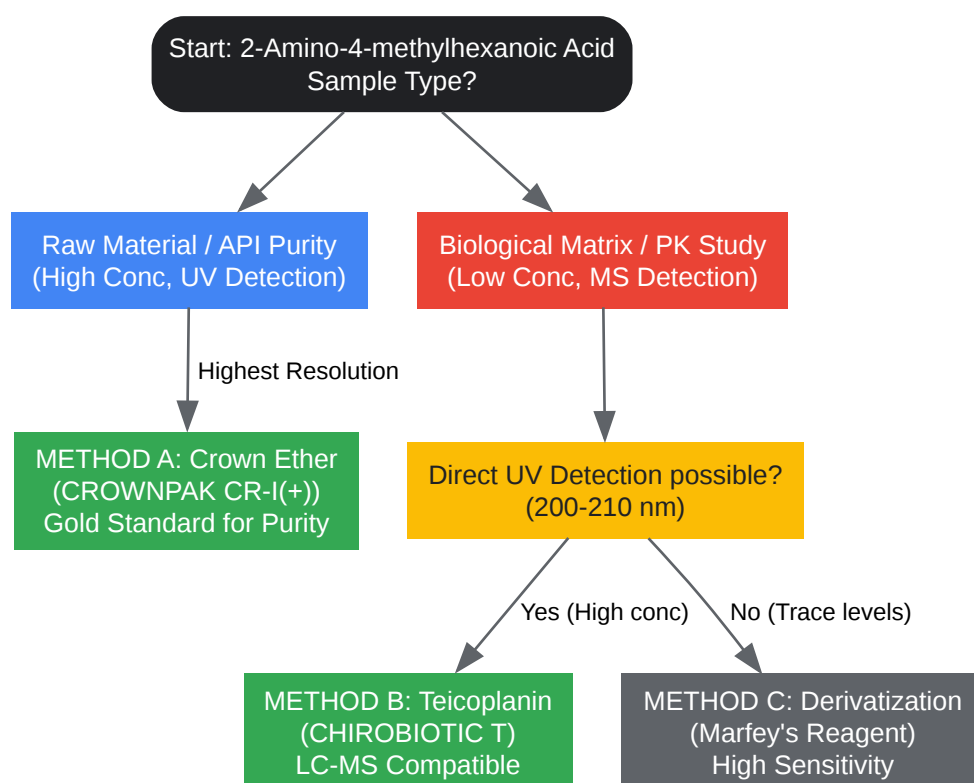 Start: 2-Amino-4-methylhexanoic Acid
Sample Type?
Raw Material / API Purity
(High Conc, UV Detection)
Biological Matrix / PK Study
(Low Conc, MS Detection)
Highest Resolution
METHOD A: Crown Ether
(CROWNPAK CR-I(+))
Gold Standard for Purity
Direct UV Detection possible?
(200-210 nm)
Yes (High conc)
No (Trace levels)
METHOD B: Teicoplanin
(CHIROBIOTIC T)
LC-MS Compatible
METHOD C: Derivatization
(Marfey's Reagent)
High Sensitivity